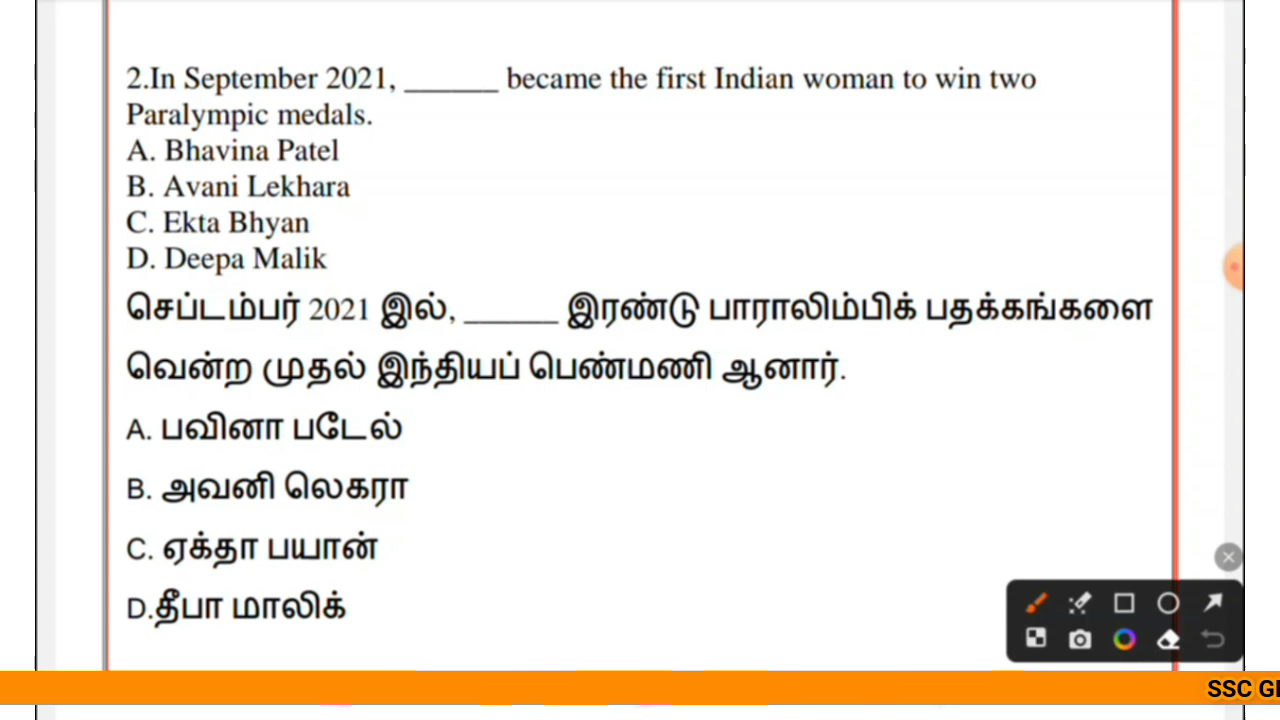 2.In September 2021, ______ became the first Indian woman to win two
Paralympic medals.
A. Bhavina Patel
B. Avani Lekhara
C. Ekta Bhyan
D. Deepa Malik
செப்டம்பர் 2021 இல், ______ இரண்டு பாராலிம்பிக் பதக்கங்களை
வென்ற முதல் இந்தியப் பெண்மணி ஆனார்.
A. பவினா படேல்
B. அவனி லெகரா
C. ஏக்தா பயான்
D.தீபா மாலிக்
SSC